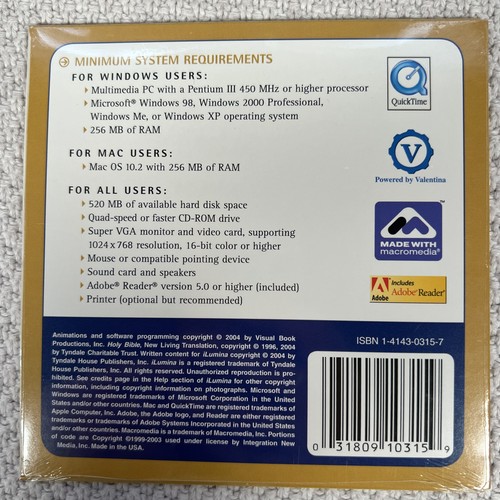 MINIMUM SYSTEM REQUIREMENTS
FOR WINDOWS USERS:
Multimedia PC with a Pentium III 450 MHz or higher processor
Microsoft® Windows 98, Windows 2000 Professional,
Windows Me, or Windows XP operating system
256 MB of RAM
FOR MAC USERS:
Mac OS 10.2 with 256 MB of RAM
FOR ALL USERS:
520 MB of available hard disk space
Quad-speed or faster CD-ROM drive
Super VGA monitor and video card, supporting
1024x768 resolution, 16-bit color or higher
Mouse or compatible pointing device
Sound card and speakers
Adobe® Reader® version 5.0 or higher (included)
Printer (optional but recommended)
QuickTime
V
Powered by Valentina
MADE WITH
macromedia®
™
Includes
Adobe® Reader®
Adobe
Animations and software programming copyright © 2004 by Visual Book
Productions, Inc. Holy Bible, New Living Translation, copyright © 1996, 2004
by Tyndale Charitable Trust. Written content for iLumina copyright © 2004 by
Tyndale House Publishers, Inc. iLumina is a registered trademark of Tyndale
House Publishers, Inc. All rights reserved. Unauthorized reproduction is pro-
hibited. See credits page in the Help section of iLumina for other copyright
information, including copyright information on photographs. Microsoft and
Windows are registered trademarks of Microsoft Corporation in the United
States and/or other countries. Mac and QuickTime are registered trademarks of
Apple Computer, Inc. Adobe, the Adobe logo, and Reader are either registered
trademarks or trademarks of Adobe Systems Incorporated in the United States
and/or other countries. Macromedia is a trademark of Macromedia, Inc. Portions
of code are Copyright ©1999-2003 used under license by Integration New
Media, Inc. Made in the USA.
ISBN 1-4143-0315-7
0 31809 10315 9